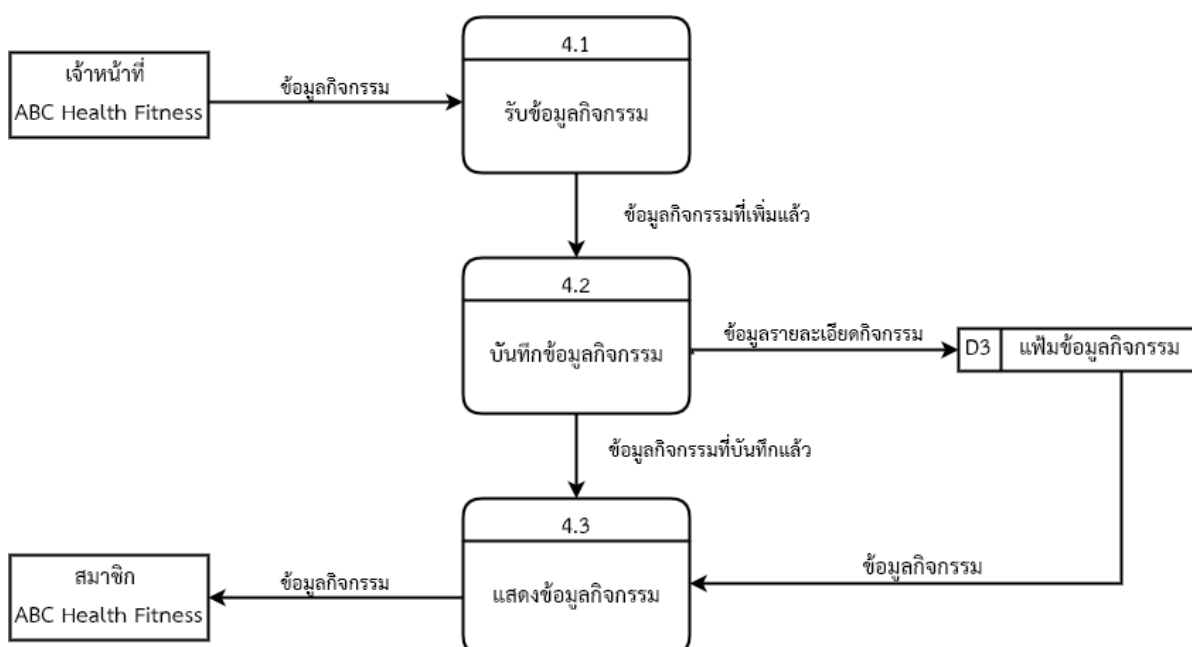 4.1
เจ้าหน้าที่
ABC Health Fitness
ข้อมูลกิจกรรม
รับข้อมูลกิจกรรม
ข้อมูลกิจกรรมที่เพิ่มแล้ว
4.2
บันทึกข้อมูลกิจกรรม
ข้อมูลรายละเอียดกิจกรรม
D3
แฟ้มข้อมูลกิจกรรม
ข้อมูลกิจกรรมที่บันทึกแล้ว
4.3
แสดงข้อมูลกิจกรรม
ข้อมูลกิจกรรม
ข้อมูลกิจกรรม
สมาชิก
ABC Health Fitness